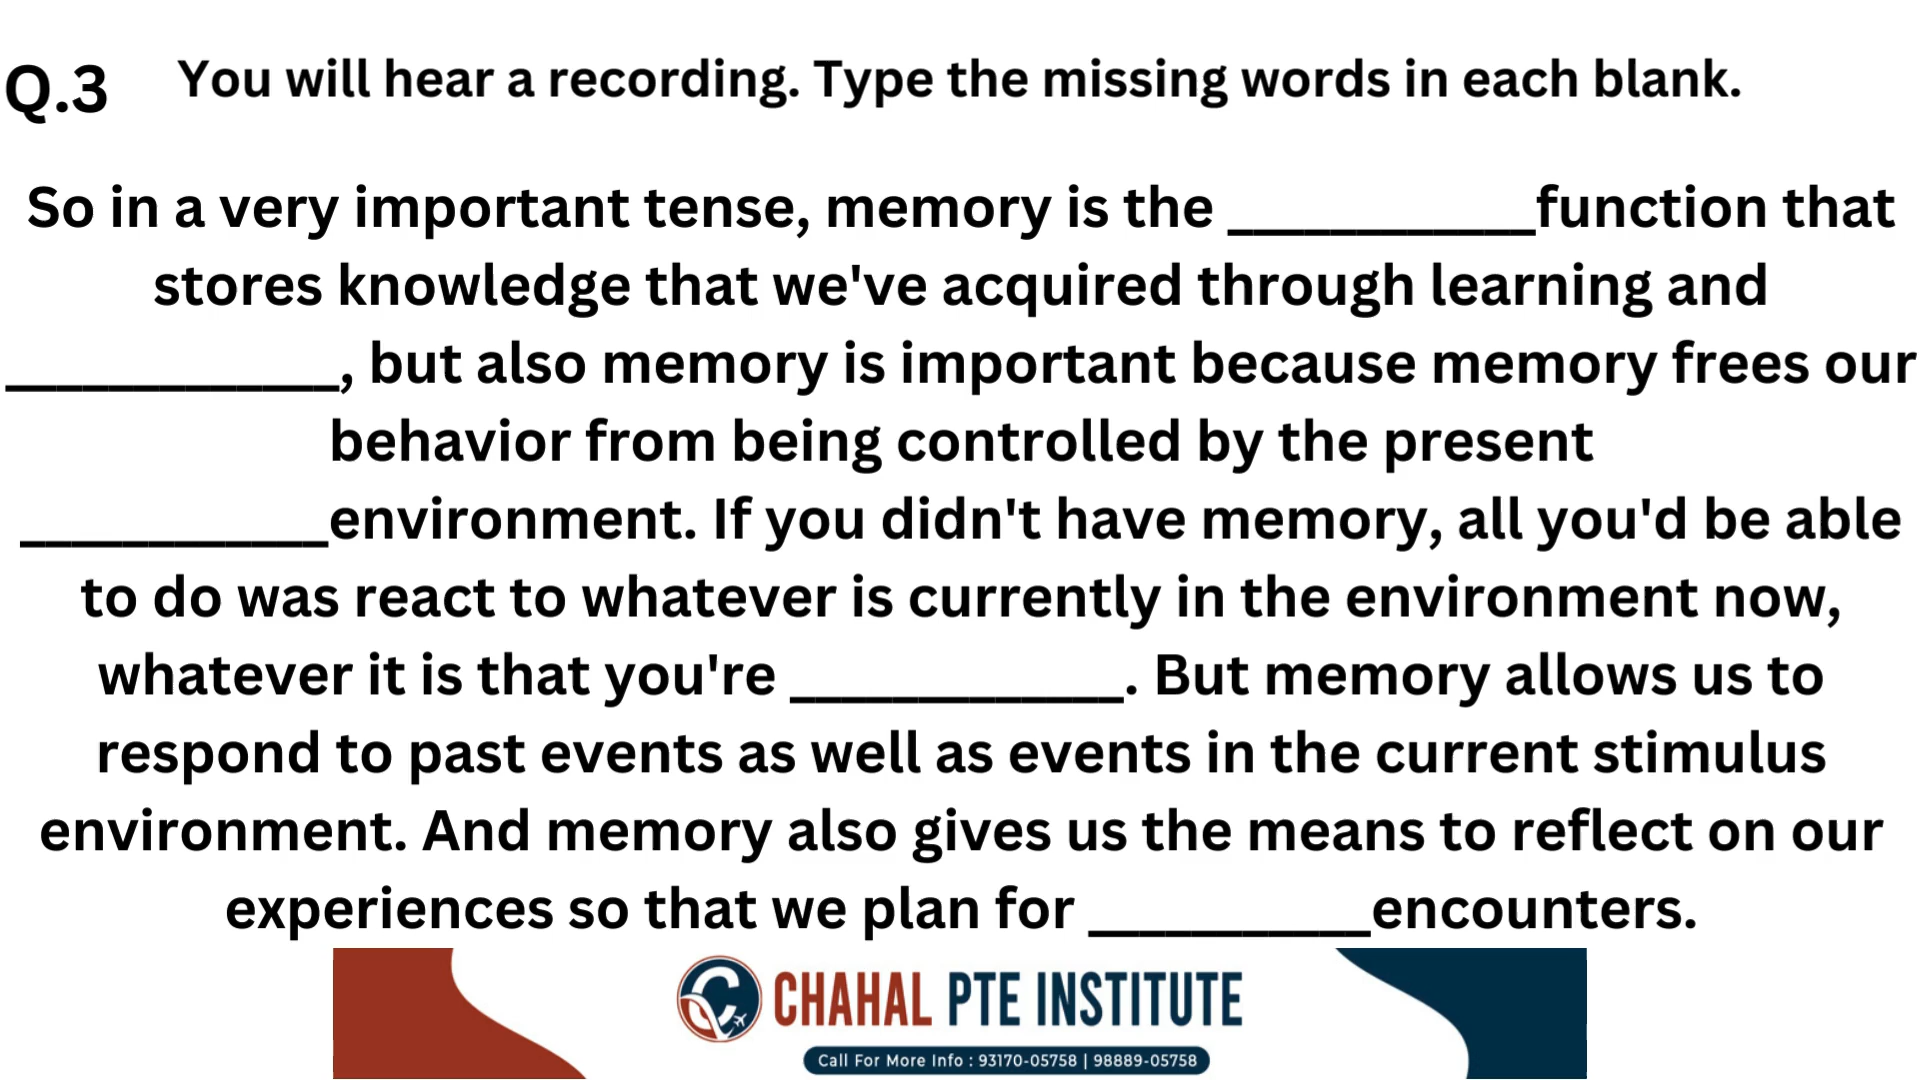 Q.3 You will hear a recording. Type the missing words in each blank.
So in a very important tense, memory is the ____________function that
stores knowledge that we've acquired through learning and
_____________, but also memory is important because memory frees our
behavior from being controlled by the present
____________environment. If you didn't have memory, all you'd be able
to do was react to whatever is currently in the environment now,
whatever it is that you're _____________. But memory allows us to
respond to past events as well as events in the current stimulus
environment. And memory also gives us the means to reflect on our
experiences so that we plan for ___________encounters.
CHAHAL PTE INSTITUTE
Call For More Info : 93170-05758 | 98889-05758